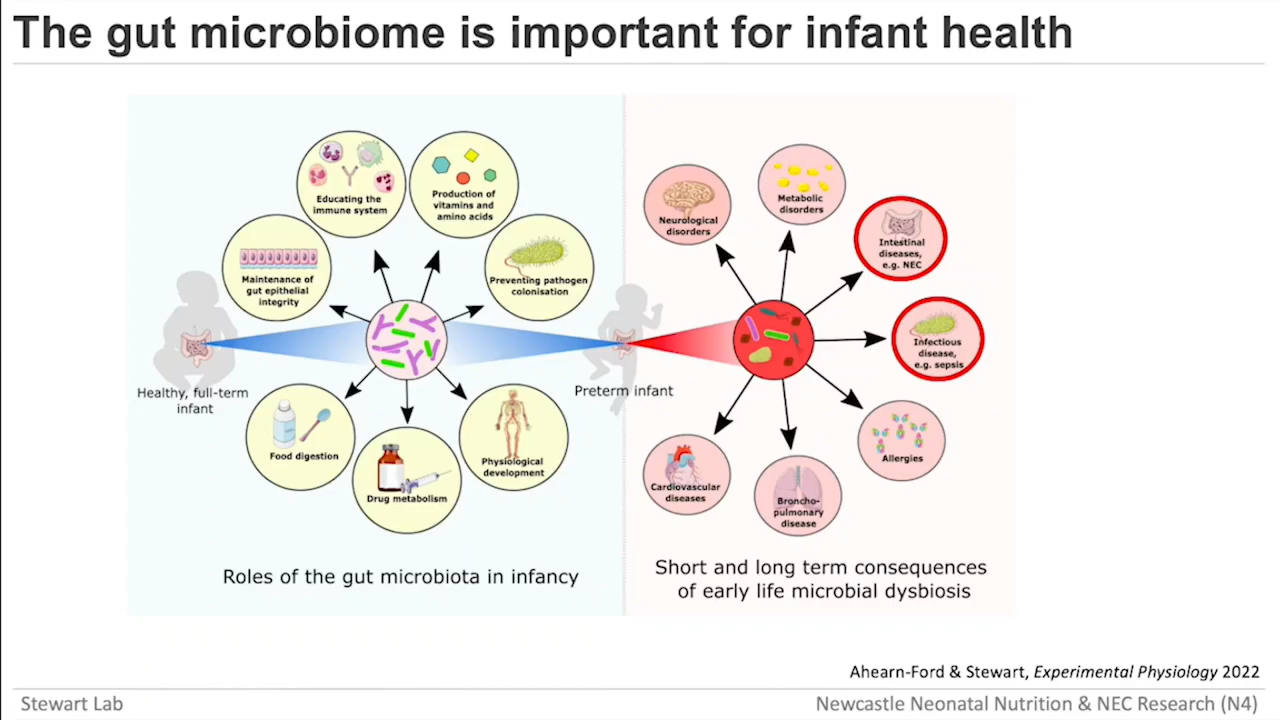 The gut microbiome is important for infant health
Educating the
immune system
Production of
vitamins and
amino acids
Maintenance of
gut epithelial
integrity
Preventing pathogen
colonisation
Healthy, full-term
infant
Preterm infant
Food digestion
Drug metabolism
Physiological
development
Roles of the gut microbiota in infancy
Neurological
disorders
Metabolic
disorders
Intestinal
diseases,
e.g. NEC
Infectious
disease,
e.g. sepsis
Allergies
Broncho-
pulmonary
disease
Cardiovascular
diseases
Short and long term consequences
of early life microbial dysbiosis
Ahearn-Ford & Stewart, Experimental Physiology 2022
Stewart Lab
Newcastle Neonatal Nutrition & NEC Research (N4)